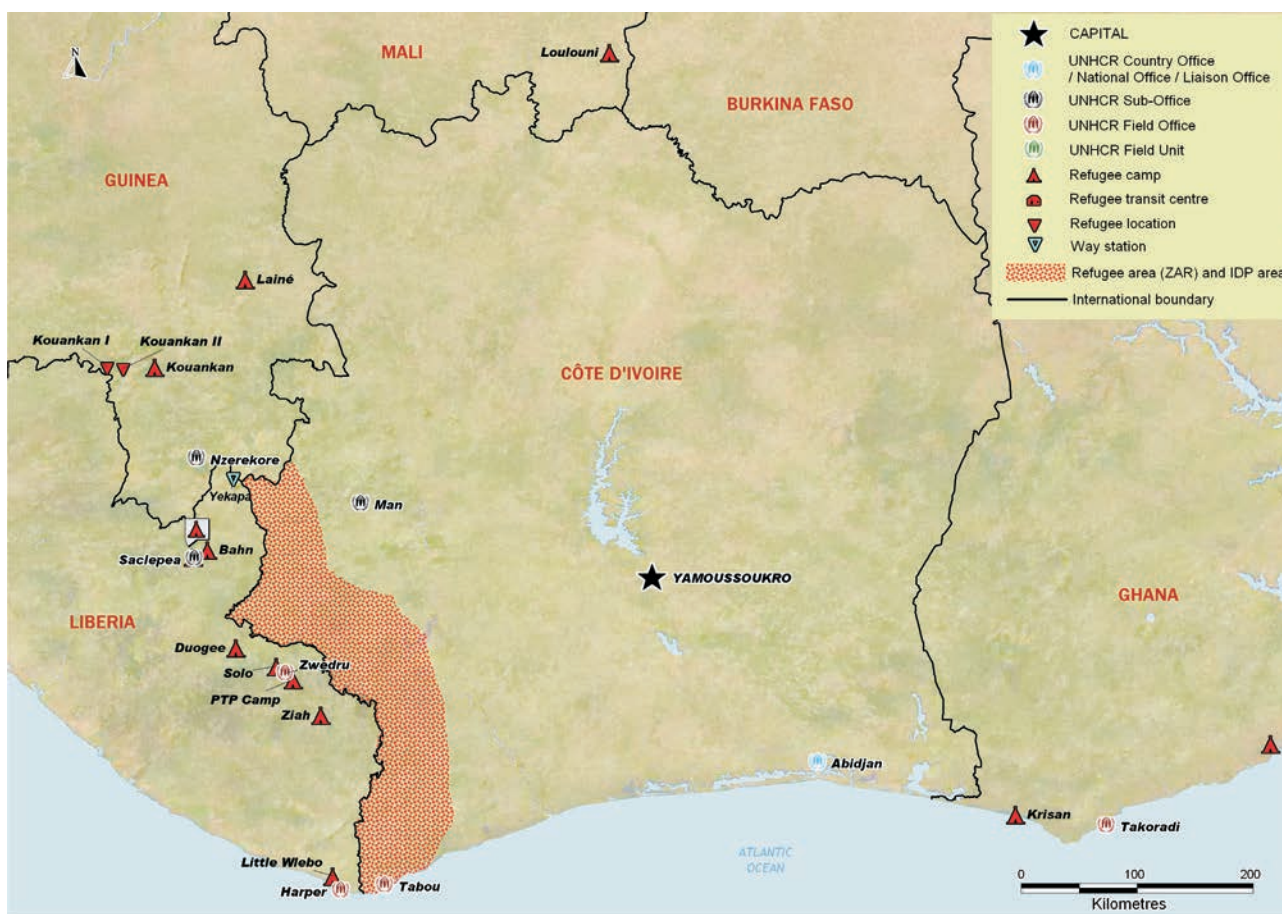 N
MALI
Loulouni
BURKINA FASO
GUINEA
Lainé
Kouankan I
Kouankan II
Kouankan
CÔTE D'IVOIRE
Nzerekore
Yekapa
Man
Saclepea
Bahn
YAMOUSSOUKRO
LIBERIA
GHANA
Duogee
Solo
Zwedru
PTP Camp
Ziah
Abidjan
Krisan
Takoradi
Little Wlebo
Harper
Tabou
ATLANTIC
OCEAN
CAPITAL
UNHCR Country Office
/ National Office / Liaison Office
UNHCR Sub-Office
UNHCR Field Office
UNHCR Field Unit
Refugee camp
Refugee transit centre
Refugee location
Way station
Refugee area (ZAR) and IDP area
International boundary
0 100 200
Kilometres